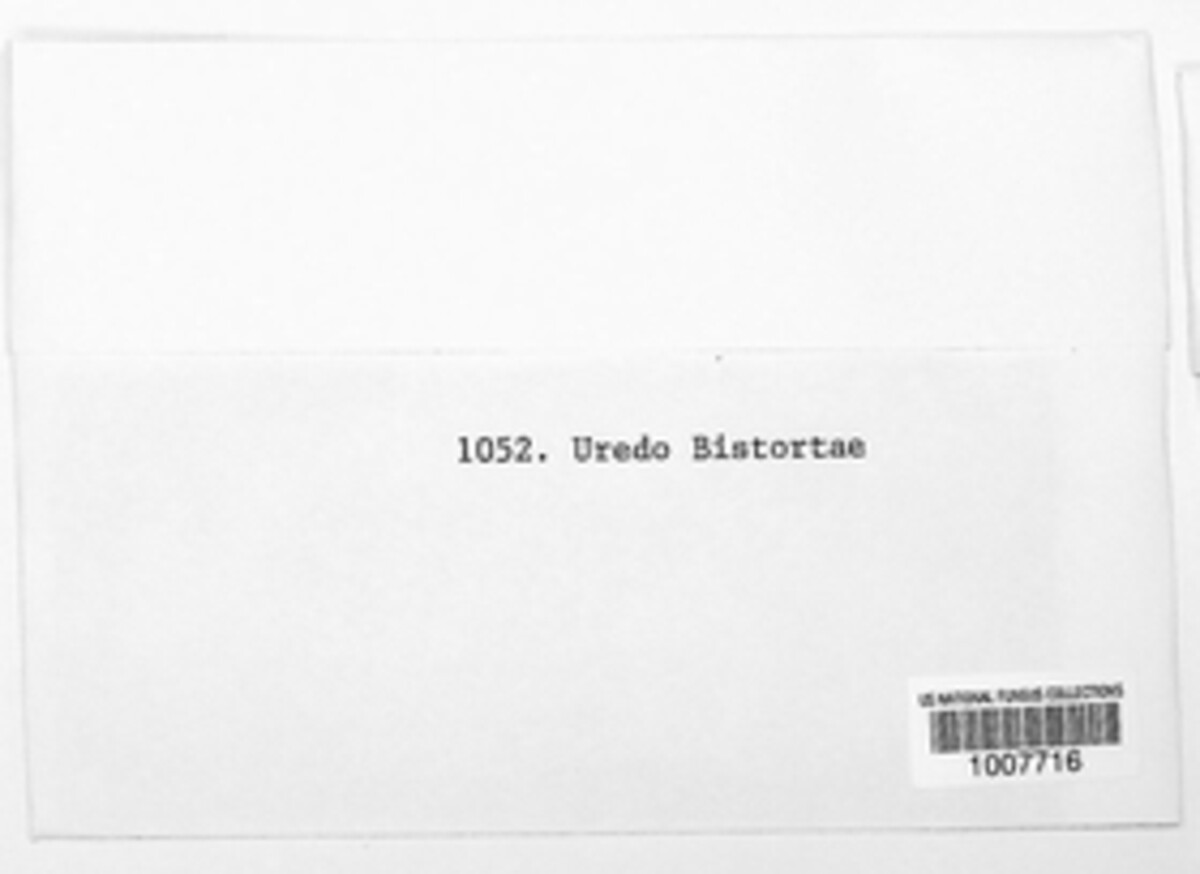 1052. Uredo Bistortae
US NATIONAL FUNGUS COLLECTIONS
1007716